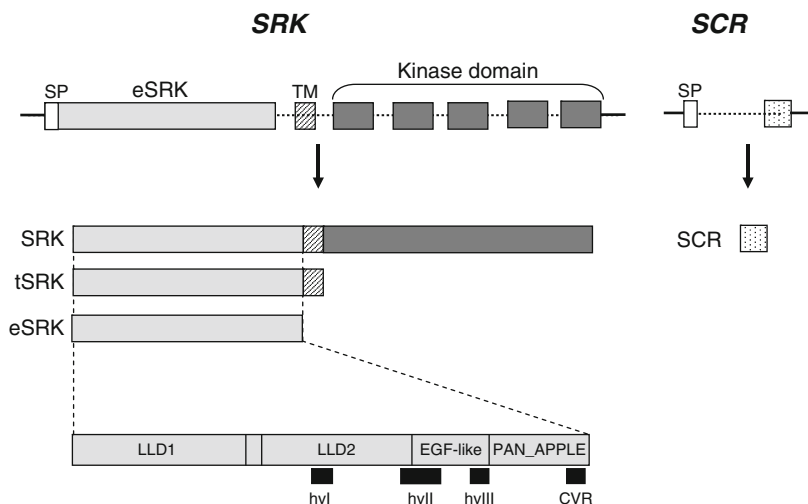 SRK SCR
Kinase domain
SP eSRK TM SP
SRK SCR
tSRK
eSRK
LLD1 LLD2 EGF-like PAN_APPLE
hvI hvII hvIII CVR